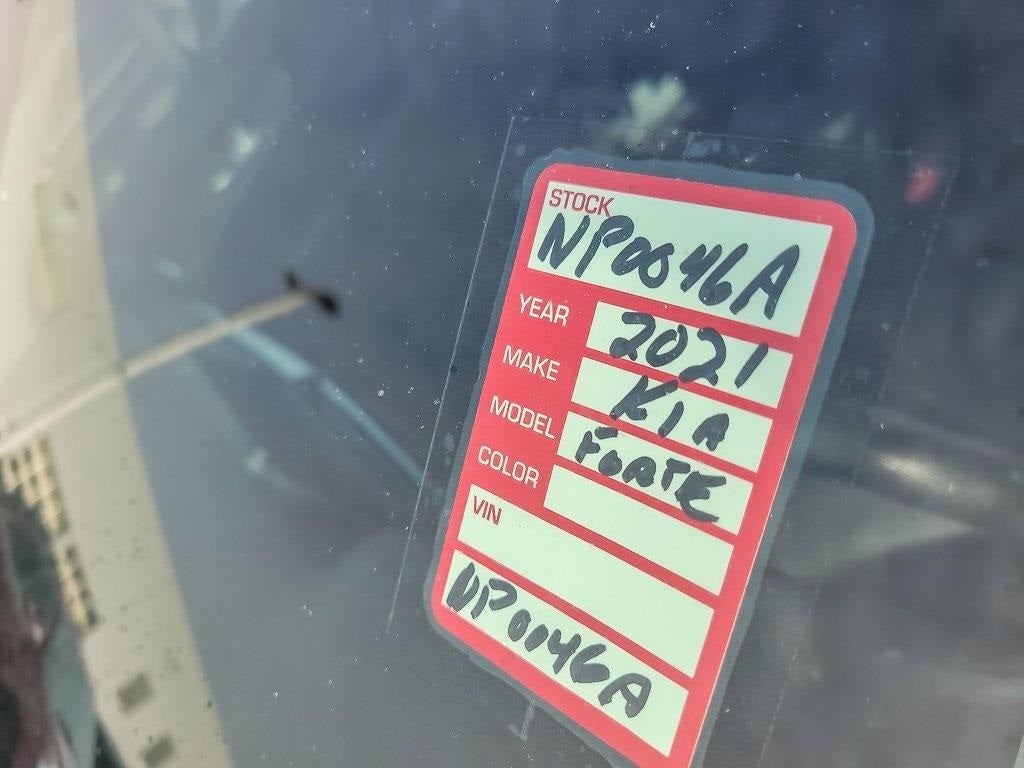 STOCK
NP0046A
YEAR 2021
MAKE KIA
MODEL FORTE
COLOR
VIN
NP0046A